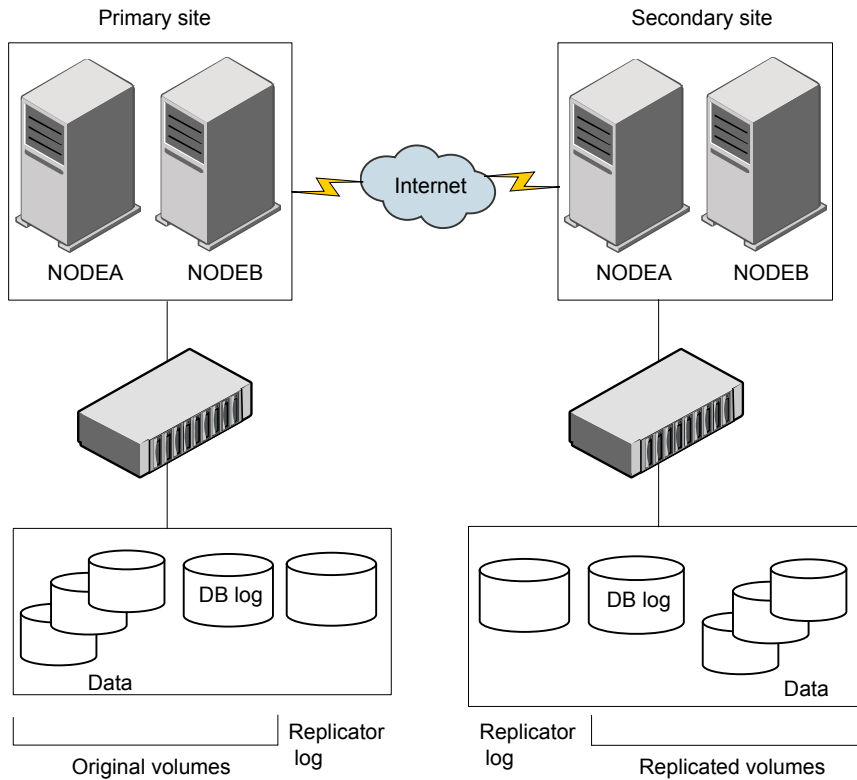 Primary site
Secondary site
Internet
NODEA
NODEB
NODEA
NODEB
DB log
DB log
Data
Data
Original volumes
Replicator
log
Replicator
log
Replicated volumes